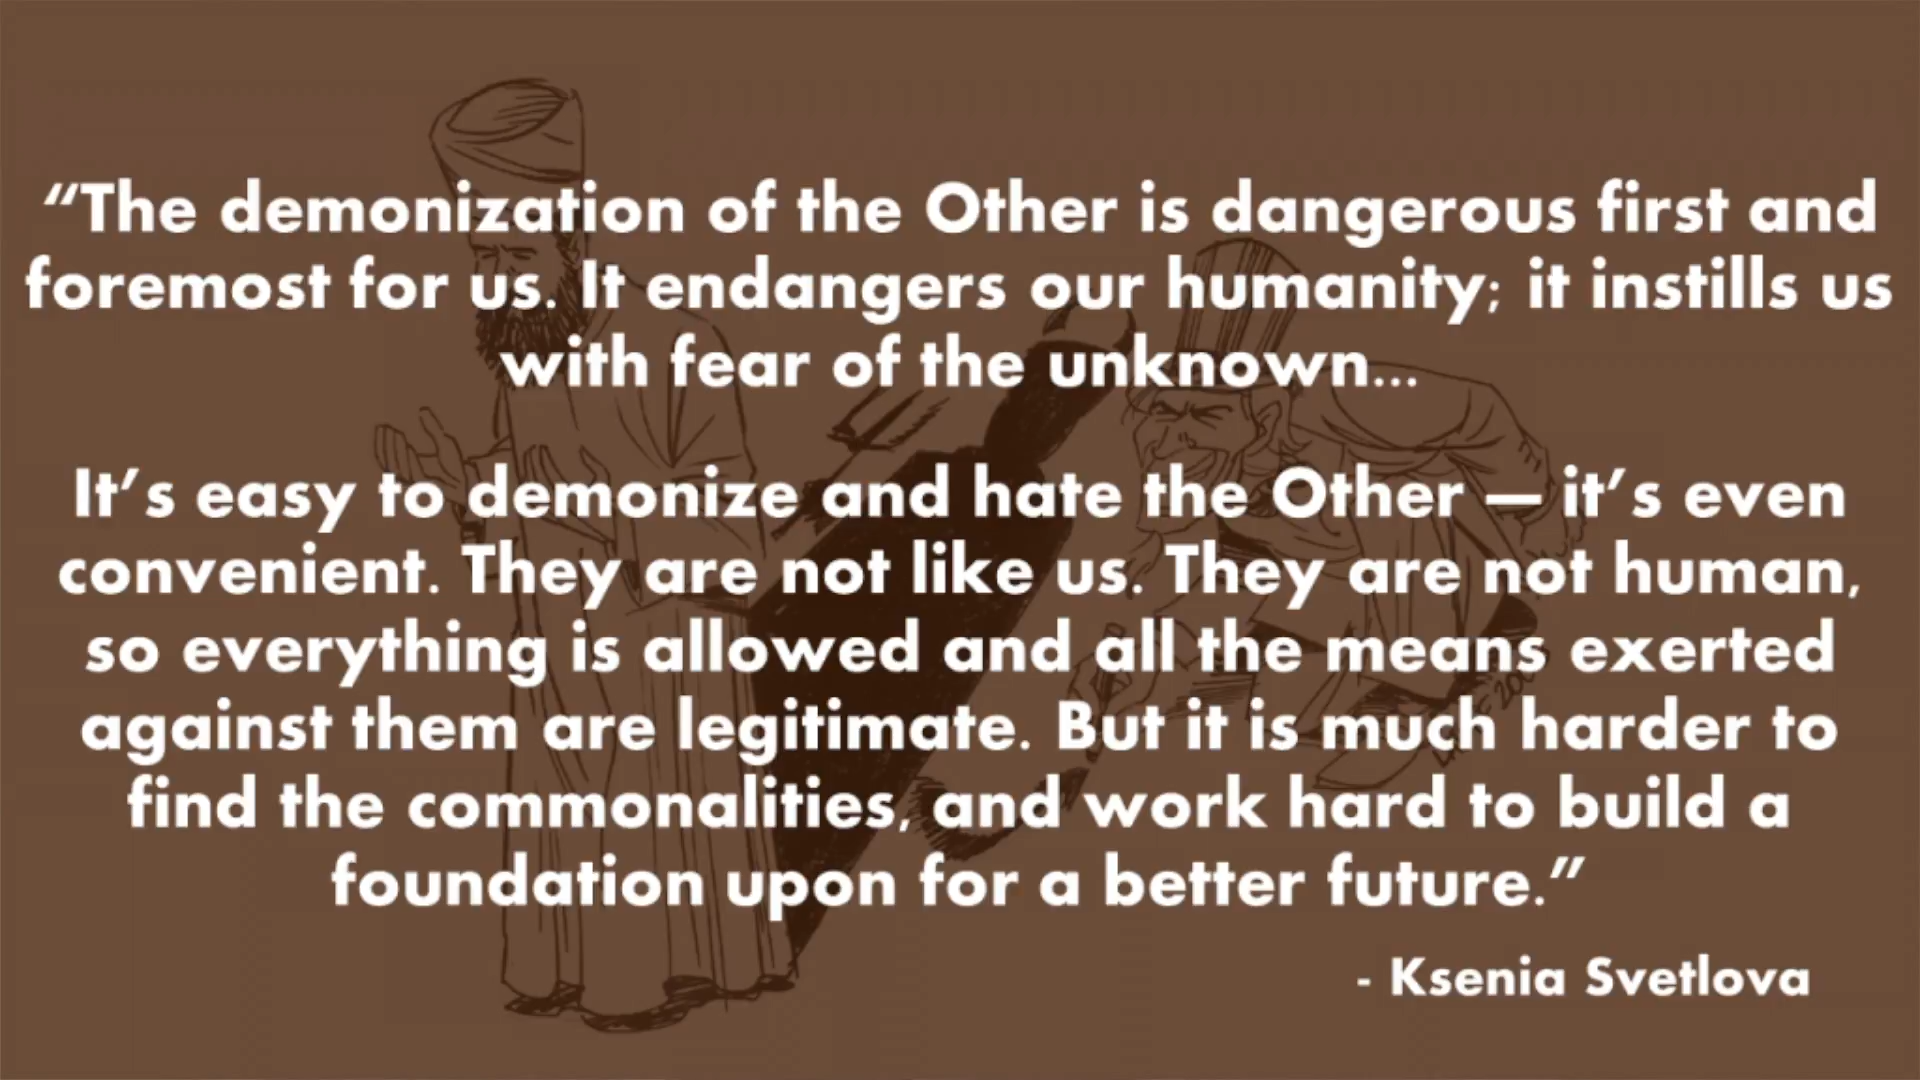 “The demonization of the Other is dangerous first and
foremost for us. It endangers our humanity; it instills us
with fear of the unknown...
It’s easy to demonize and hate the Other — it’s even
convenient. They are not like us. They are not human,
so everything is allowed and all the means exerted
against them are legitimate. But it is much harder to
find the commonalities, and work hard to build a
foundation upon for a better future.”
- Ksenia Svetlova